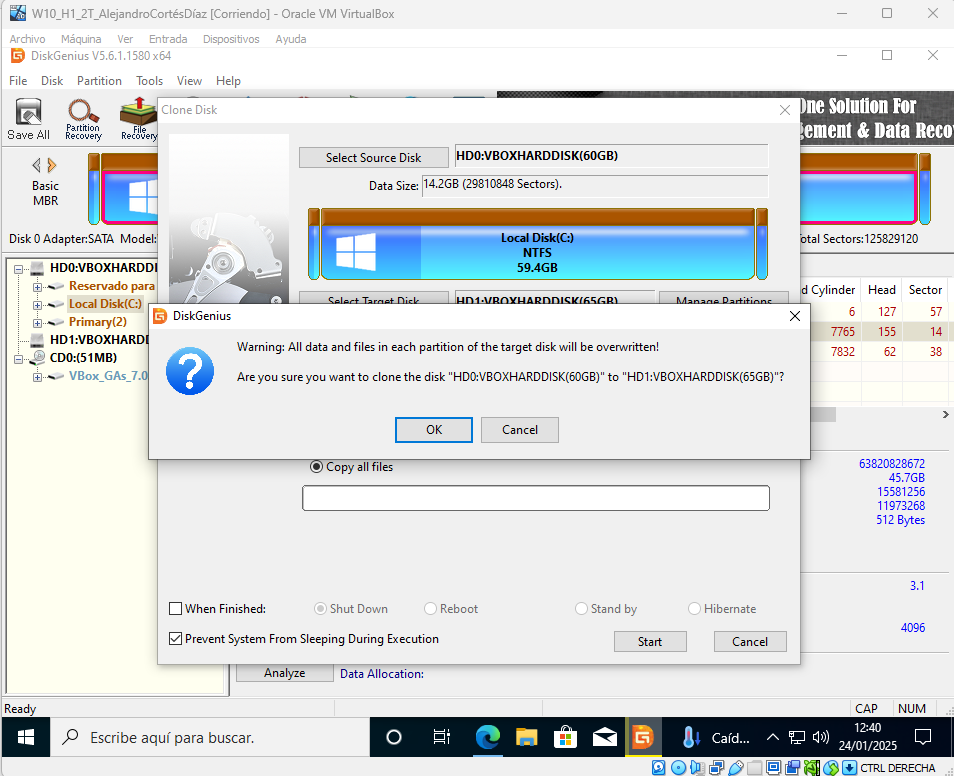 W10_H1_2T_AlejandroCortésDíaz [Corriendo] - Oracle VM VirtualBox
Archivo Máquina Ver Entrada Dispositivos Ayuda
DiskGenius V5.6.1.1580 x64
File Disk Partition Tools View Help
Save All
Partition Recovery
File Recovery
One Solution For
ement & Data Reco
Basic
MBR
Disk 0 Adapter:SATA Model:
otal Sectors:125829120
HD0:VBOXHARDDI
Reservado para
Local Disk(C:)
Primary(2)
HD1:VBOXHARDD
CD0:(51MB)
VBox_GAs_7.0
Clone Disk
Select Source Disk HD0:VBOXHARDDISK(60GB)
Data Size: 14.2GB (29810848 Sectors).
Local Disk(C:)
NTFS
59.4GB
Select Target Disk HD1:VBOXHARDDISK(65GB) Manage Partitions
DiskGenius
Warning: All data and files in each partition of the target disk will be overwritten!
Are you sure you want to clone the disk "HD0:VBOXHARDDISK(60GB)" to "HD1:VBOXHARDDISK(65GB)"?
OK Cancel
Copy all files
When Finished: Shut Down Reboot Stand by Hibernate
Prevent System From Sleeping During Execution
Start Cancel
d Cylinder Head Sector
6 127 57
7765 155 14
7832 62 38
63820828672
45.7GB
15581256
11973268
512 Bytes
3.1
4096
Analyze Data Allocation:
Ready CAP NUM
Escribe aquí para buscar.
Caíd...
12:40
24/01/2025
CTRL DERECHA